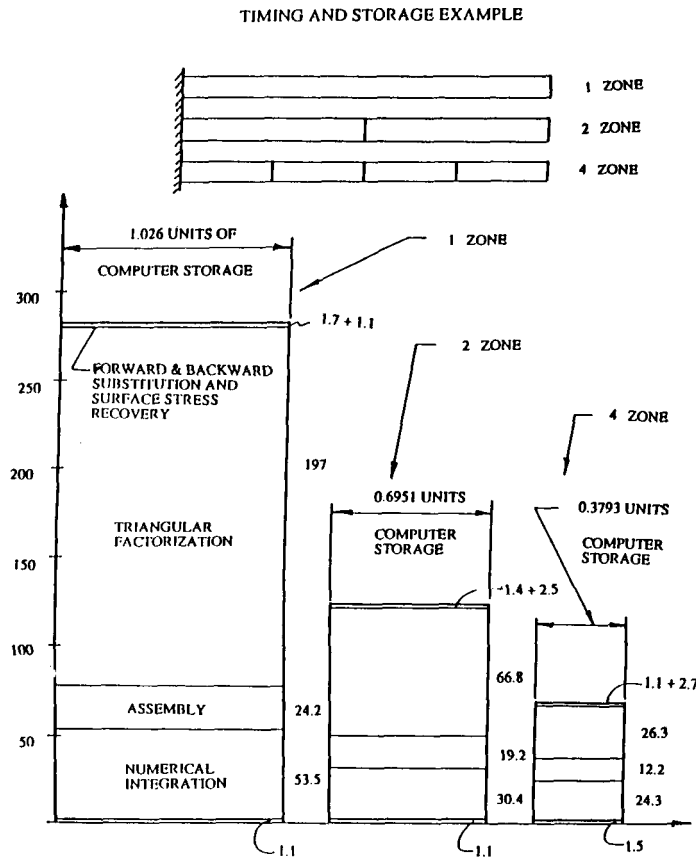 TIMING AND STORAGE EXAMPLE
1 ZONE
2 ZONE
4 ZONE
1.026 UNITS OF
COMPUTER STORAGE
1 ZONE
300
1.7 + 1.1
2 ZONE
FORWARD & BACKWARD
SUBSTITUTION AND
SURFACE STRESS
RECOVERY
250
4 ZONE
197
200
0.6951 UNITS
COMPUTER
STORAGE
0.3793 UNITS
COMPUTER
STORAGE
TRIANGULAR
FACTORIZATION
150
1.4 + 2.5
100
66.8
1.1 + 2.7
ASSEMBLY
24.2
26.3
50
19.2
12.2
NUMERICAL
INTEGRATION
53.5
30.4
24.3
1.1
1.1
1.5